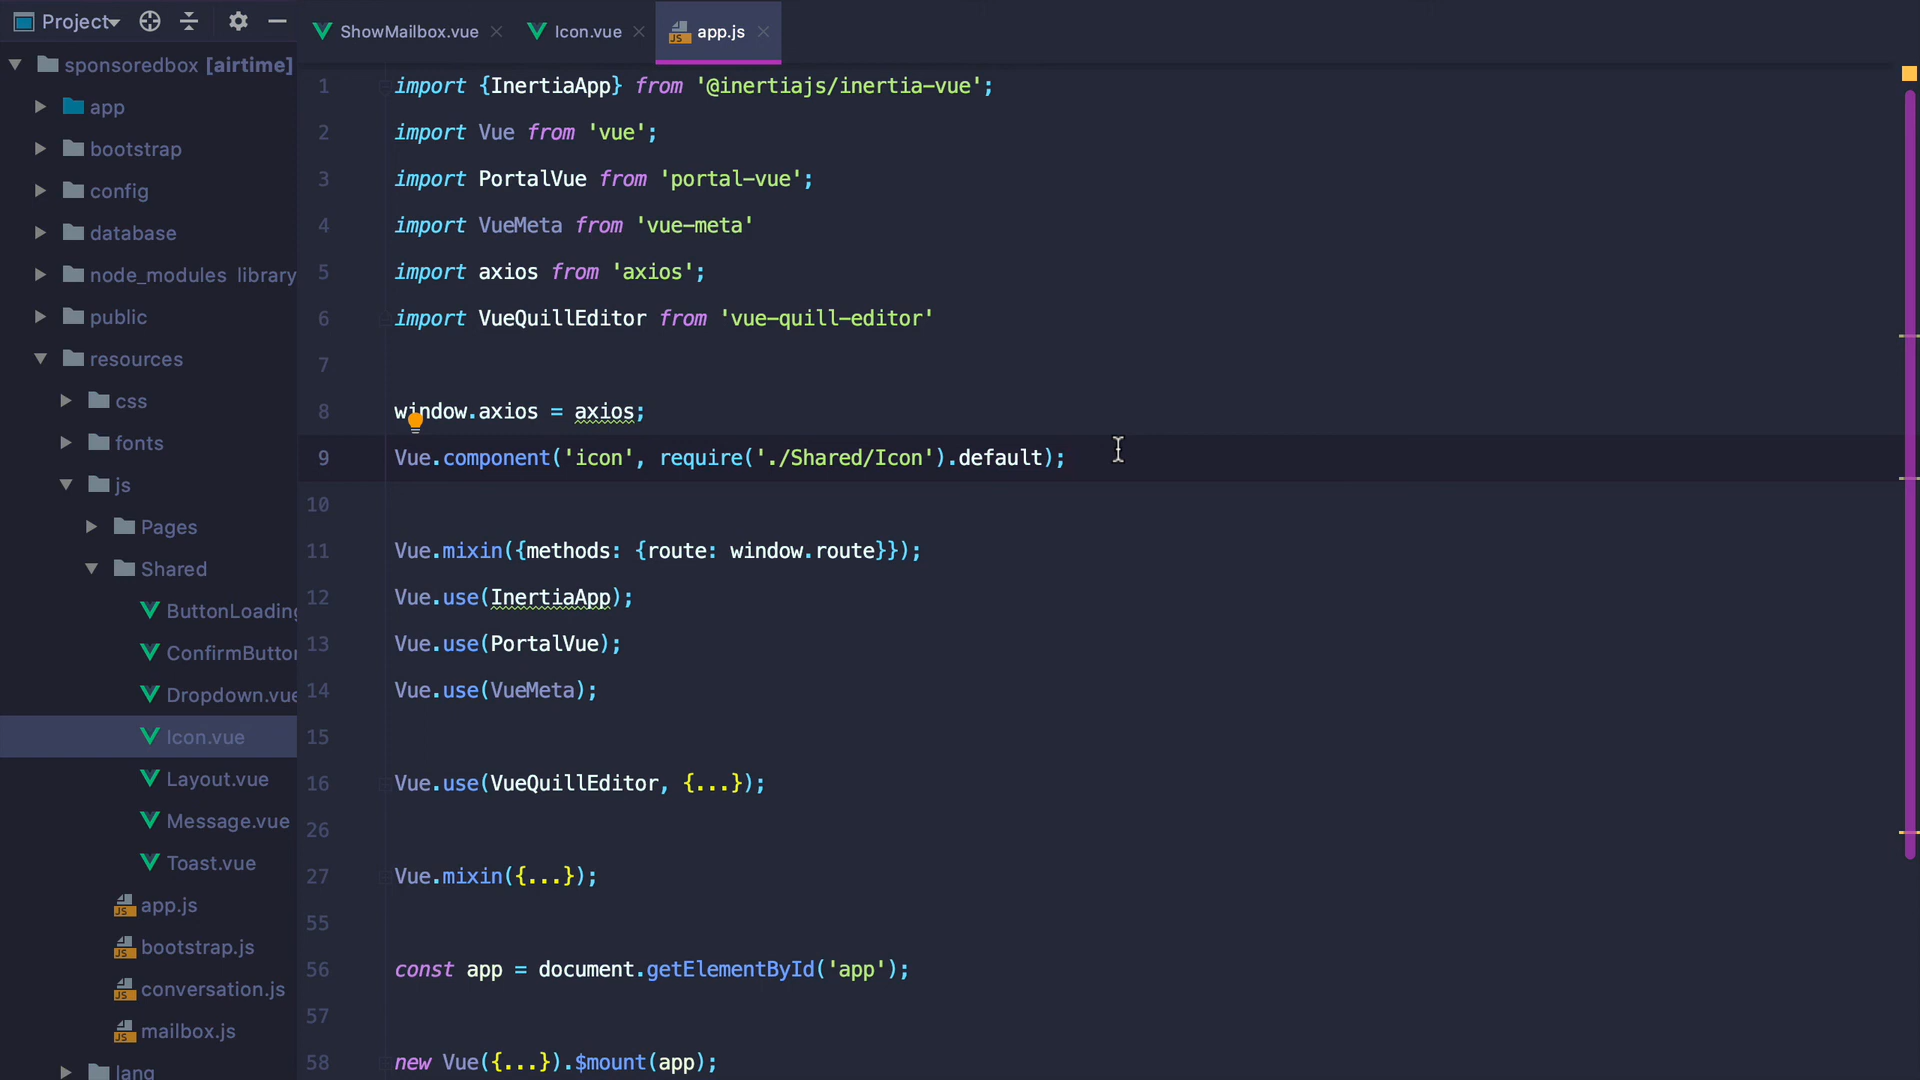 Project
ShowMailbox.vue
Icon.vue
app.js
sponsoredbox [airtime]
app
bootstrap
config
database
node_modules library
public
resources
css
fonts
js
Pages
Shared
ButtonLoading
ConfirmButton
Dropdown.vue
Icon.vue
Layout.vue
Message.vue
Toast.vue
app.js
bootstrap.js
conversation.js
mailbox.js
lang
1 import {InertiaApp} from '@inertiajs/inertia-vue';
2 import Vue from 'vue';
3 import PortalVue from 'portal-vue';
4 import VueMeta from 'vue-meta'
5 import axios from 'axios';
6 import VueQuillEditor from 'vue-quill-editor'
7
8 window.axios = axios;
9 Vue.component('icon', require('./Shared/Icon').default);
10
11 Vue.mixin({methods: {route: window.route}});
12 Vue.use(InertiaApp);
13 Vue.use(PortalVue);
14 Vue.use(VueMeta);
15
16 Vue.use(VueQuillEditor, {...});
26
27 Vue.mixin({...});
55
56 const app = document.getElementById('app');
57
58 new Vue({...}).$mount(app);